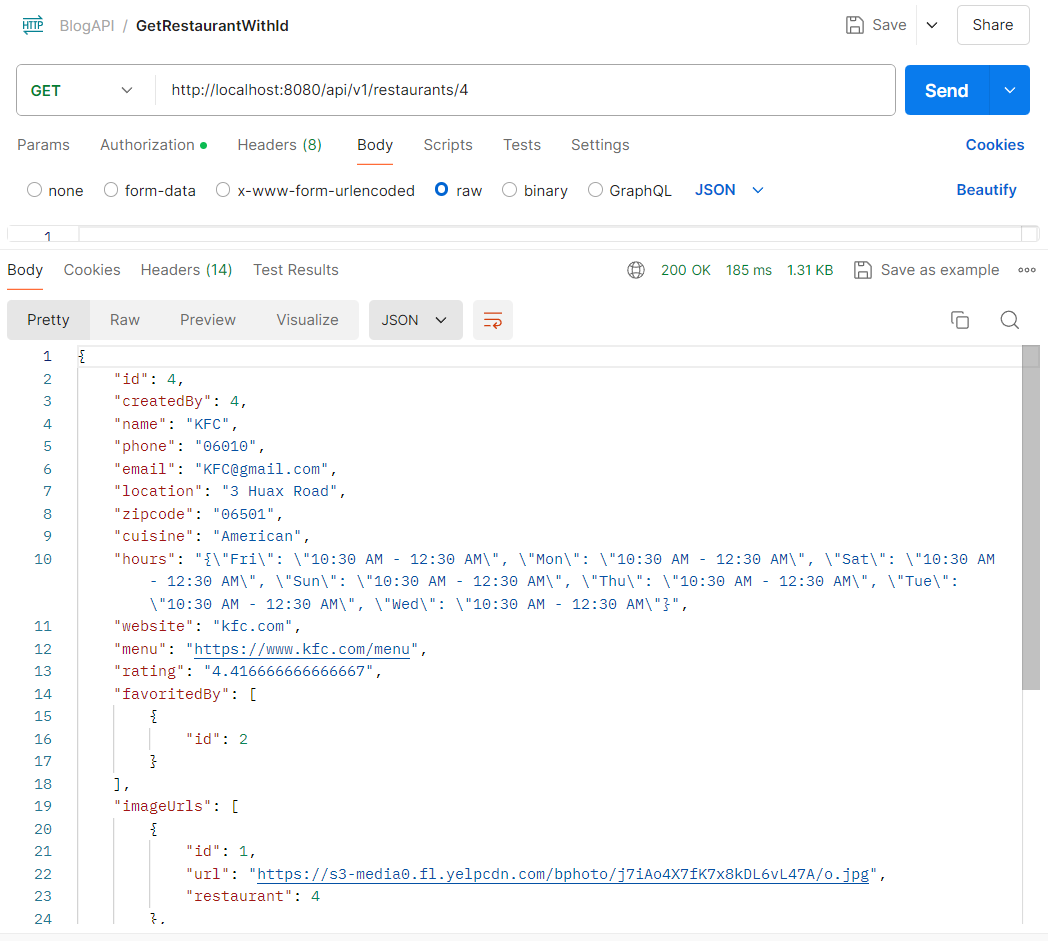 HTTP BlogAPI / GetRestaurantWithId Save Share
GET http://localhost:8080/api/v1/restaurants/4 Send
Params Authorization Headers (8) Body Scripts Tests Settings Cookies
none form-data x-www-form-urlencoded raw binary GraphQL JSON Beautify
1
Body Cookies Headers (14) Test Results 200 OK 185 ms 1.31 KB Save as example
Pretty Raw Preview Visualize JSON
1 {
2 "id": 4,
3 "createdBy": 4,
4 "name": "KFC",
5 "phone": "06010",
6 "email": "KFC@gmail.com",
7 "location": "3 Huax Road",
8 "zipcode": "06501",
9 "cuisine": "American",
10 "hours": "{\"Fri\": \"10:30 AM - 12:30 AM\", \"Mon\": \"10:30 AM - 12:30 AM\", \"Sat\": \"10:30 AM
- 12:30 AM\", \"Sun\": \"10:30 AM - 12:30 AM\", \"Thu\": \"10:30 AM - 12:30 AM\", \"Tue\":
\"10:30 AM - 12:30 AM\", \"Wed\": \"10:30 AM - 12:30 AM\"}",
11 "website": "kfc.com",
12 "menu": "https://www.kfc.com/menu",
13 "rating": "4.416666666666667",
14 "favoritedBy": [
15 {
16 "id": 2
17 }
18 ],
19 "imageUrls": [
20 {
21 "id": 1,
22 "url": "https://s3-media0.fl.yelpcdn.com/bphoto/j7iAo4X7fK7x8kDL6vL47A/o.jpg",
23 "restaurant": 4
24 },